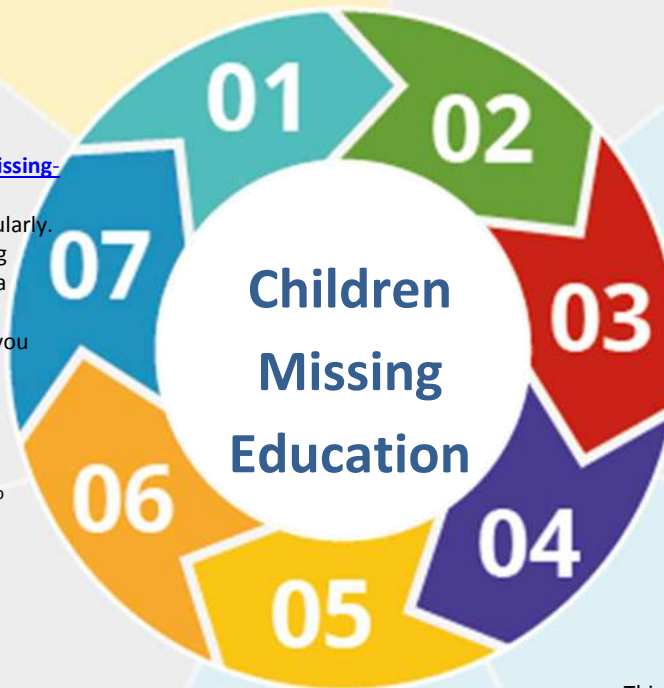 01
02
issing-
ularly.
07
g
a
03
you
Children
Missing
Education
06
04
05